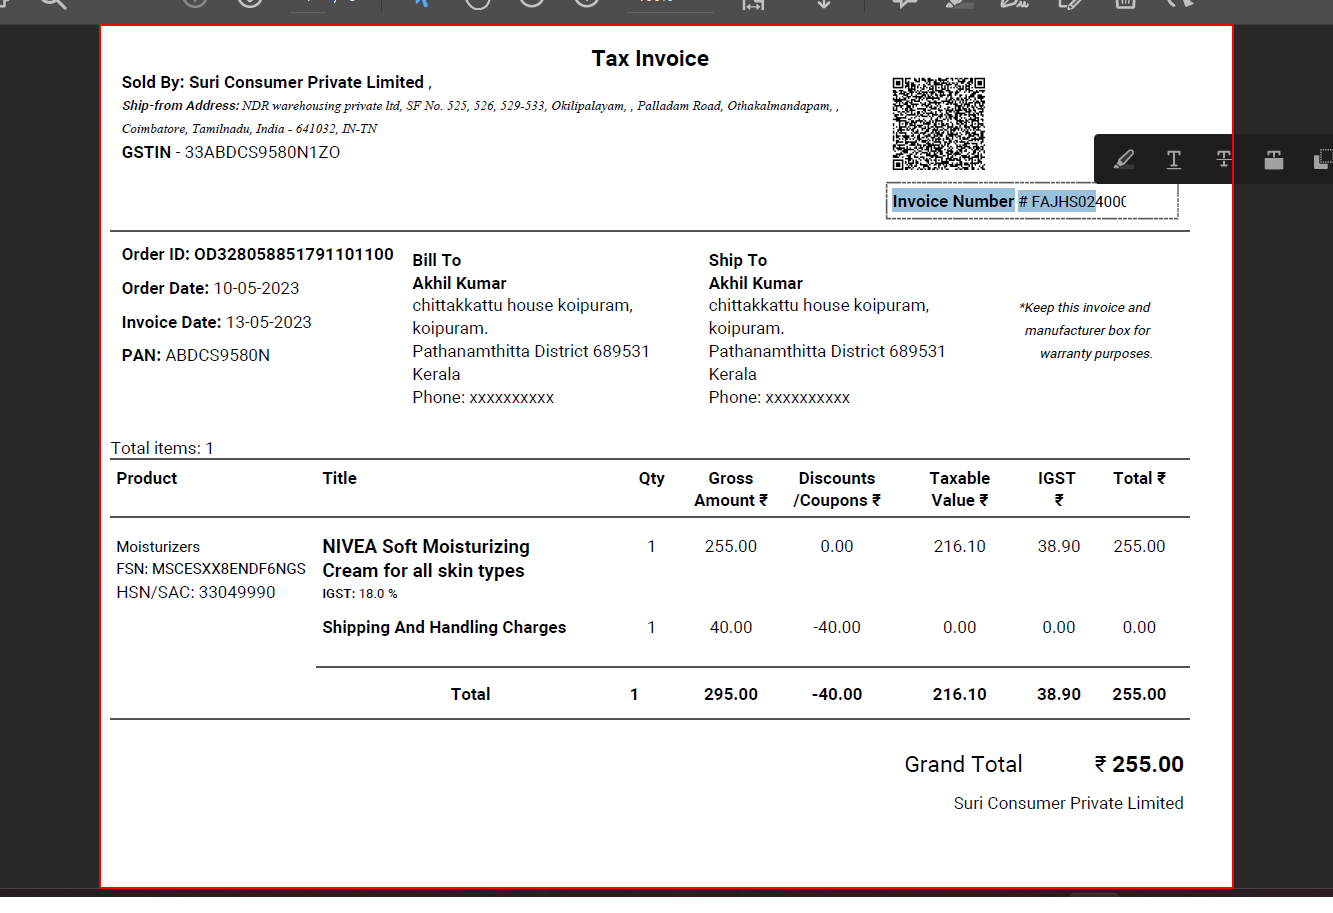 Tax Invoice
Sold By: Suri Consumer Private Limited ,
Ship-from Address: NDR warehousing private ltd, SF No. 525, 526, 529-533, Okilipalayam, , Palladam Road, Othakalmandapam, ,
Coimbatore, Tamilnadu, India - 641032, IN-TN
GSTIN - 33ABDCS9580N1ZO
Invoice Number # FAJHS024000
Order ID: OD328058851791101100
Order Date: 10-05-2023
Invoice Date: 13-05-2023
PAN: ABDCS9580N
Bill To
Akhil Kumar
chittakkattu house koipuram,
koipuram.
Pathanamthitta District 689531
Kerala
Phone: xxxxxxxxxx
Ship To
Akhil Kumar
chittakkattu house koipuram,
koipuram.
Pathanamthitta District 689531
Kerala
Phone: xxxxxxxxxx
*Keep this invoice and
manufacturer box for
warranty purposes.
Total items: 1
Product Title Qty Gross Discounts Taxable IGST Total ₹
Amount ₹ /Coupons ₹ Value ₹ ₹
Moisturizers NIVEA Soft Moisturizing 1 255.00 0.00 216.10 38.90 255.00
FSN: MSCESXX8ENDF6NGS Cream for all skin types
HSN/SAC: 33049990 IGST: 18.0 %
Shipping And Handling Charges 1 40.00 -40.00 0.00 0.00 0.00
Total 1 295.00 -40.00 216.10 38.90 255.00
Grand Total ₹ 255.00
Suri Consumer Private Limited